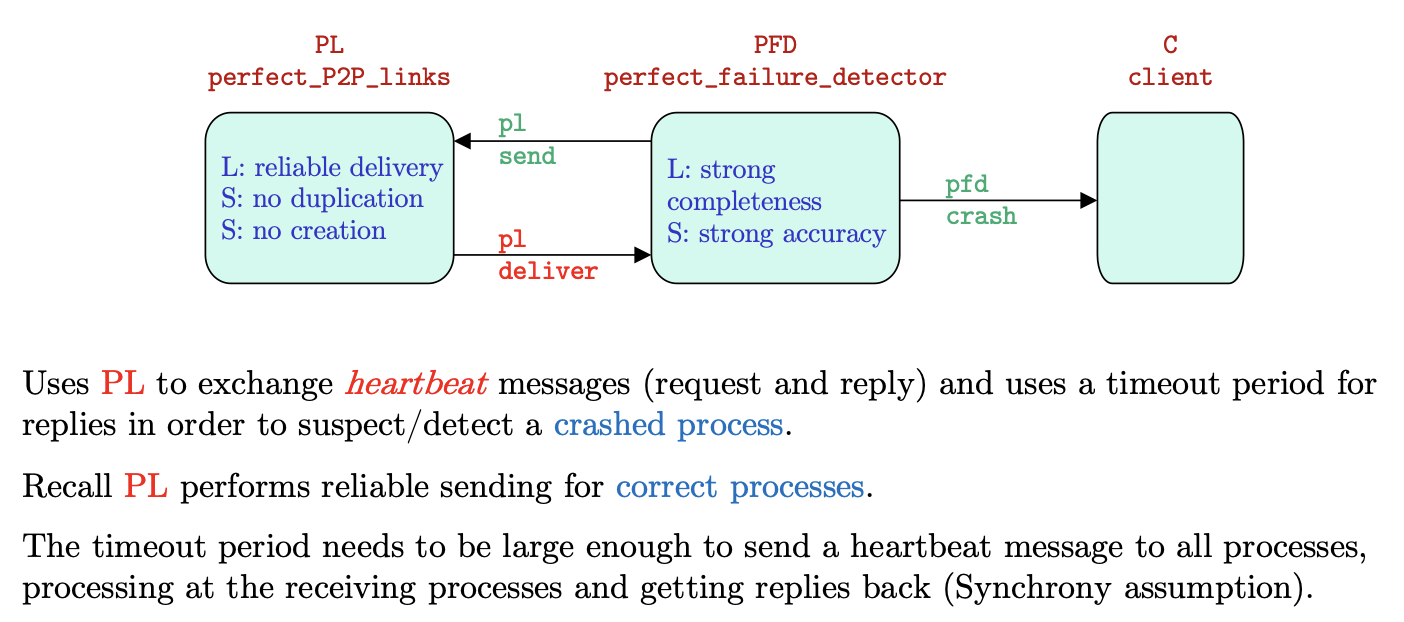 PL
perfect_P2P_links
PFD
perfect_failure_detector
C
client
L: reliable delivery
S: no duplication
S: no creation
pl
send
pl
deliver
L: strong
completeness
S: strong accuracy
pfd
crash
Uses PL to exchange heartbeat messages (request and reply) and uses a timeout period for
replies in order to suspect/detect a crashed process.
Recall PL performs reliable sending for correct processes.
The timeout period needs to be large enough to send a heartbeat message to all processes,
processing at the receiving processes and getting replies back (Synchrony assumption).